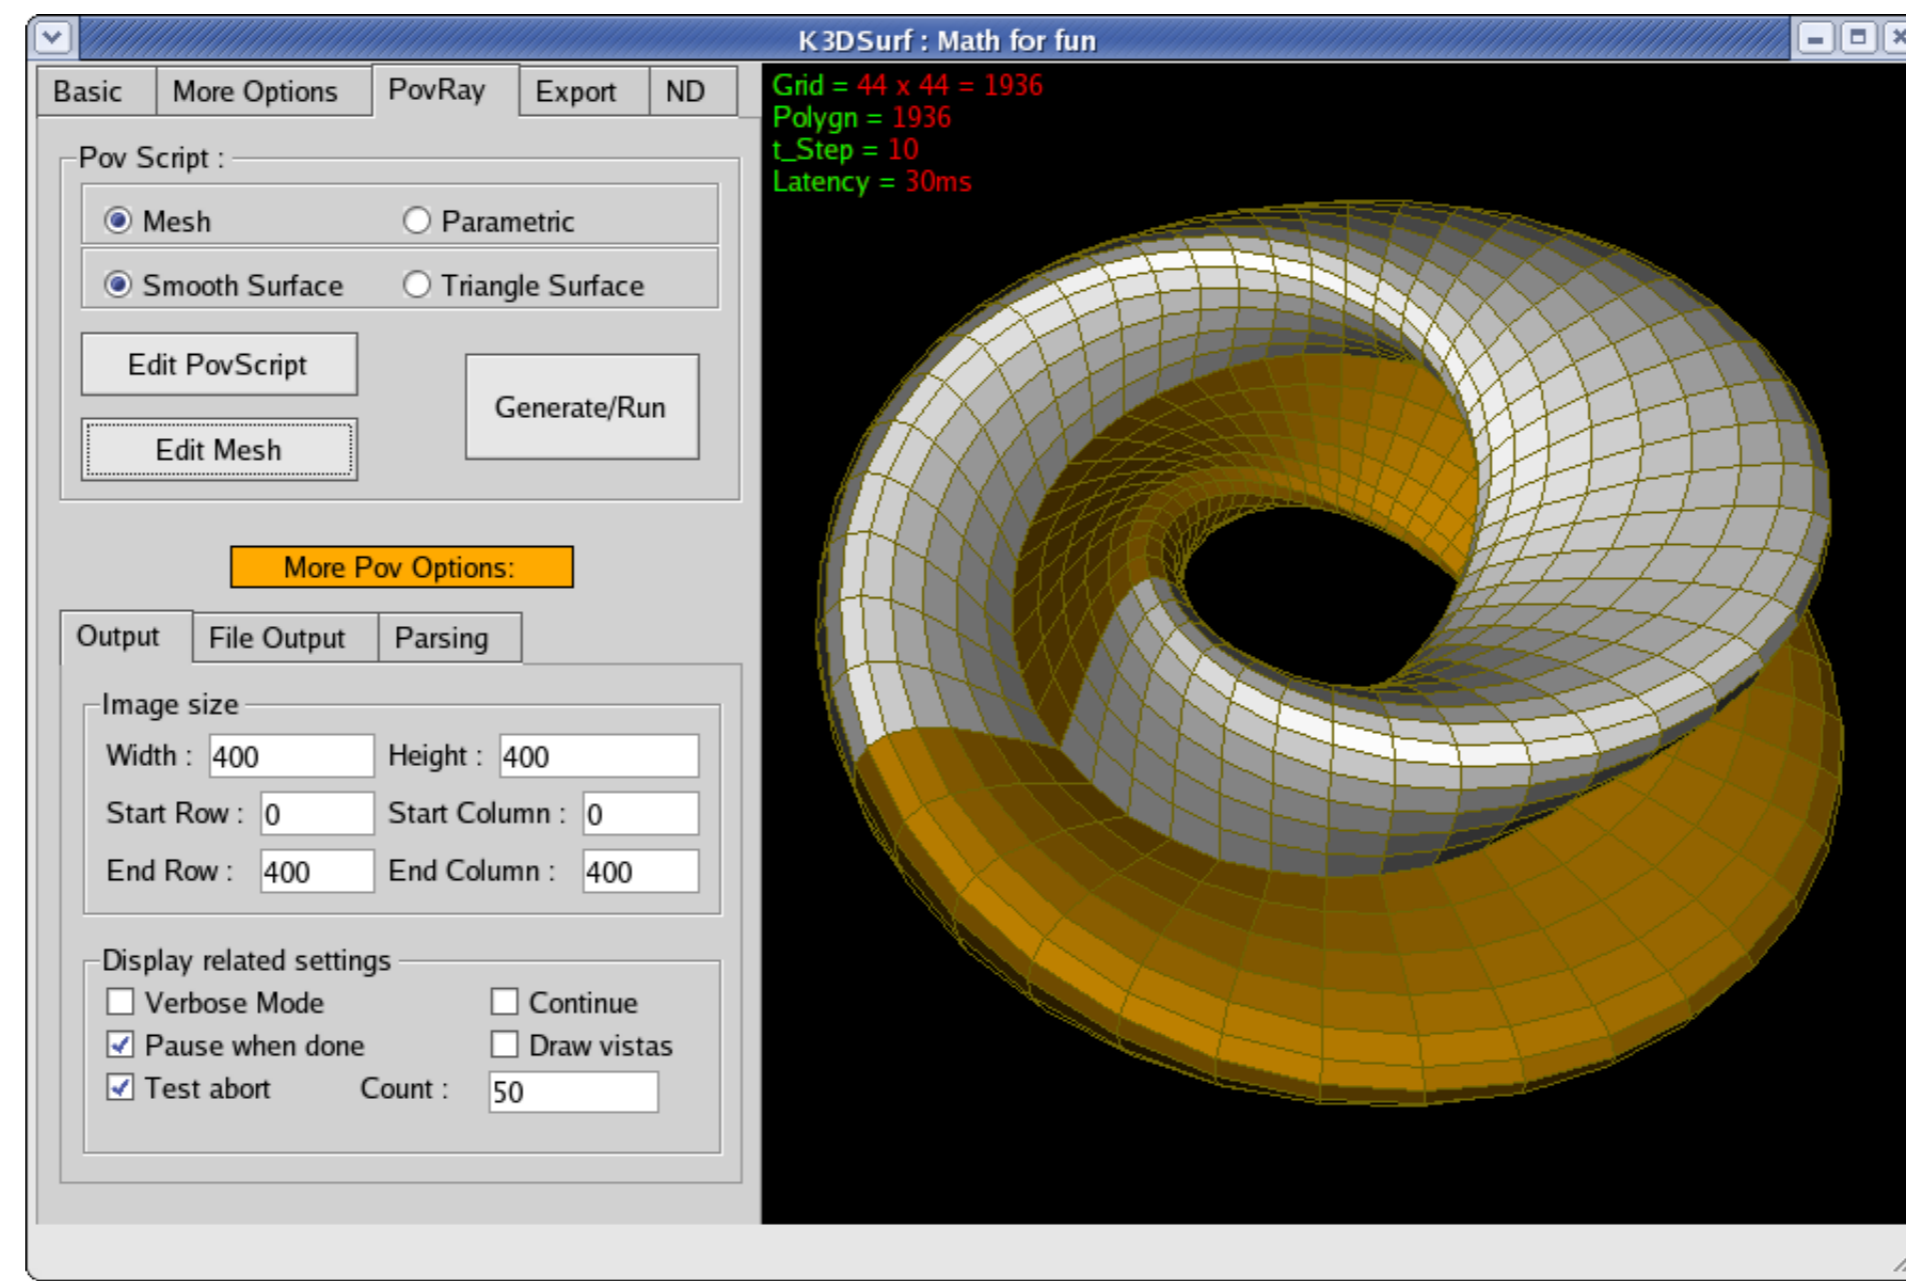 K3DSurf : Math for fun
Basic More Options PovRay Export ND
Grid = 44 x 44 = 1936
Polygn = 1936
t_Step = 10
Latency = 30ms
Pov Script :
Mesh Parametric
Smooth Surface Triangle Surface
Edit PovScript
Generate/Run
Edit Mesh
More Pov Options:
Output File Output Parsing
Image size
Width : 400 Height : 400
Start Row : 0 Start Column : 0
End Row : 400 End Column : 400
Display related settings
Verbose Mode Continue
Pause when done Draw vistas
Test abort Count : 50